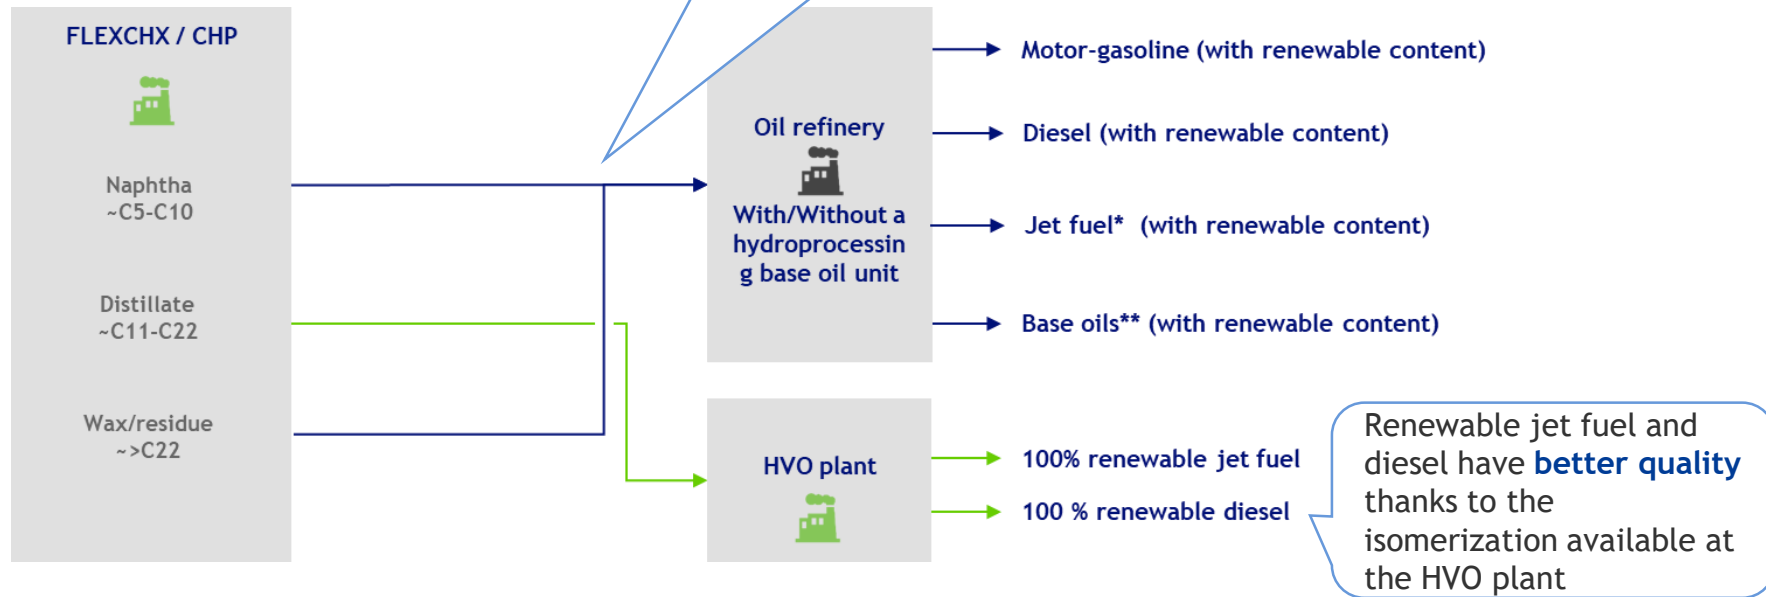 FLEXCHX / CHP
Naphtha
~C5-C10
Distillate
~C11-C22
Wax/residue
~>C22
Oil refinery
With/Without a
hydroprocessin
g base oil unit
Motor-gasoline (with renewable content)
Diesel (with renewable content)
Jet fuel* (with renewable content)
Base oils** (with renewable content)
HVO plant
100% renewable jet fuel
100 % renewable diesel
Renewable jet fuel and
diesel have better quality
thanks to the
isomerization available at
the HVO plant